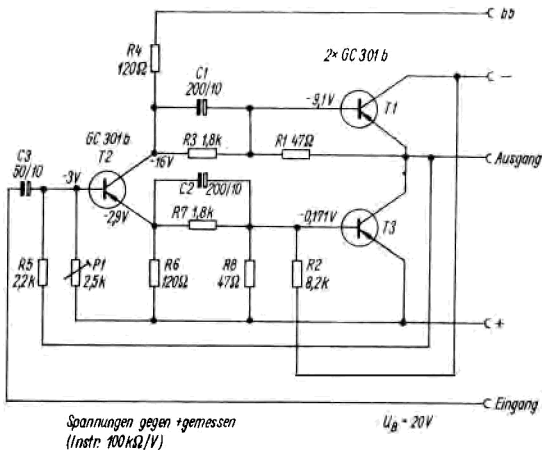 bb
R4
120Ω
C1
200/10
2× GC 301 b
−
−9,1V
T1
GC 301 b
T2
−16V
R3 1,8k
R1 47Ω
Ausgang
C3
50/10
−3V
−2,9V
C2
200/10
R7 1,8k
−0,171V
T3
R5
2,2k
P1
2,5k
R6
120Ω
R8
47Ω
R2
8,2k
+
Eingang
Spannungen gegen +gemessen
(Instr. 100kΩ/V)
UB = 20V